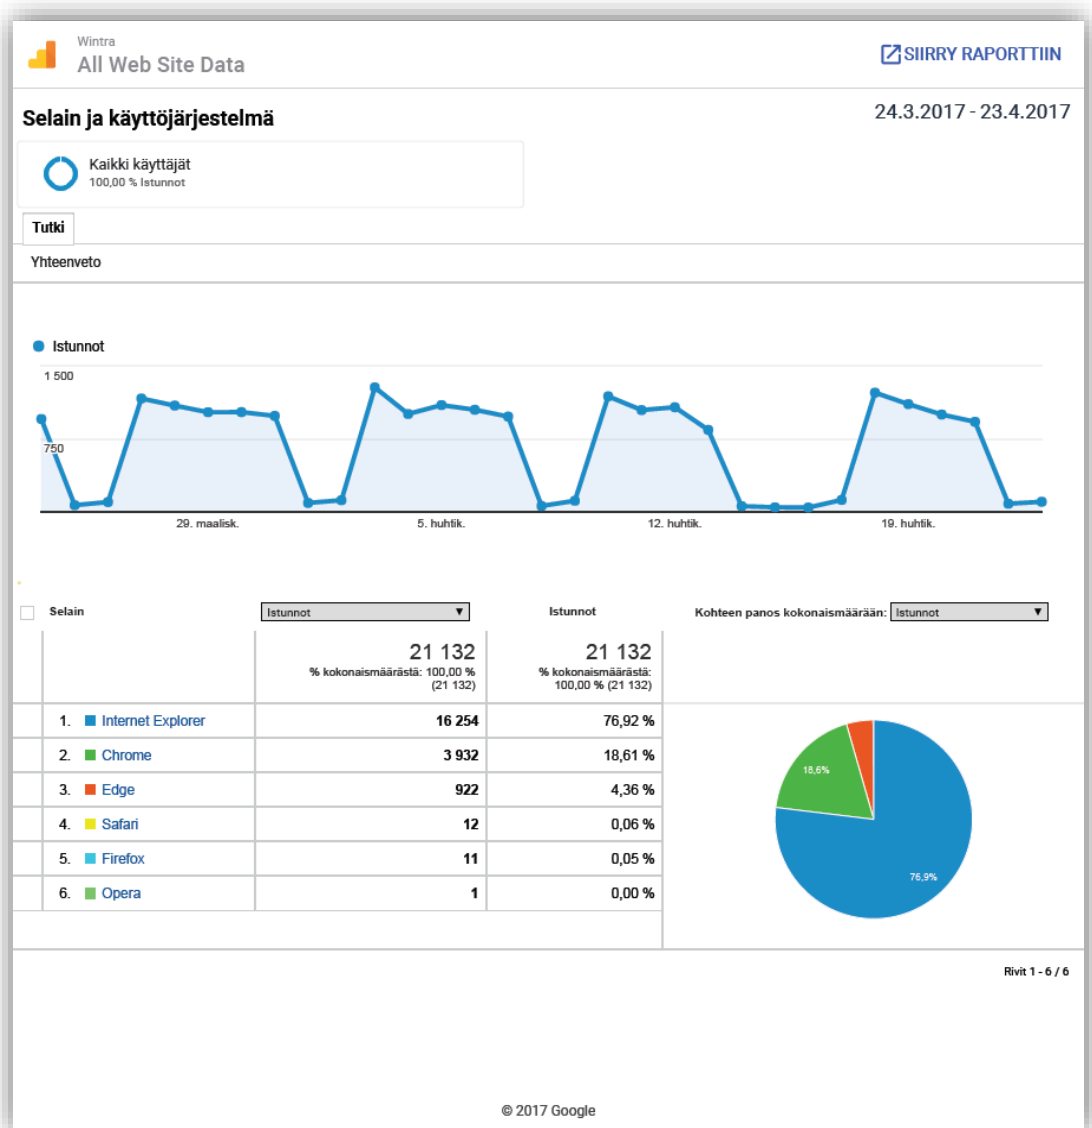 Wintra
All Web Site Data
SIIRRY RAPORTTIIN
Selain ja käyttöjärjestelmä
24.3.2017 - 23.4.2017
Kaikki käyttäjät
100,00 % Istunnot
Tutki
Yhteenveto
Istunnot
1 500
750
29. maalisk.
5. huhtik.
12. huhtik.
19. huhtik.
Selain
Istunnot ▼
Istunnot
Kohteen panos kokonaismäärään: Istunnot ▼
21 132
% kokonaismäärästä: 100,00 %
(21 132)
21 132
% kokonaismäärästä:
100,00 % (21 132)
1. Internet Explorer 16 254 76,92 %
2. Chrome 3 932 18,61 %
3. Edge 922 4,36 %
4. Safari 12 0,06 %
5. Firefox 11 0,05 %
6. Opera 1 0,00 %
18,6%
76,9%
Rivit 1 - 6 / 6
© 2017 Google